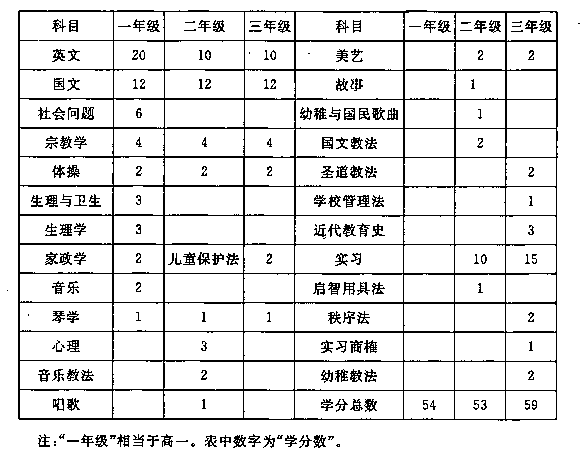 科目 一年级 二年级 三年级 科目 一年级 二年级 三年级
英文 20 10 10 美艺 2 2
国文 12 12 12 故事 1
社会问题 6 幼稚与国民歌曲 1
宗教学 4 4 4 国文教法 2
体操 2 2 2 圣道教法 2
生理与卫生 3 学校管理法 1
生理学 3 近代教育史 3
家政学 2 儿童保护法 2 实习 10 15
音乐 2 启智用具法 1
琴学 1 1 1 秩序法 2
心理 3 实习商榷 1
音乐教法 2 幼稚教法 2
唱歌 1 学分总数 54 53 59
注:“一年级”相当于高一。表中数字为“学分数”。